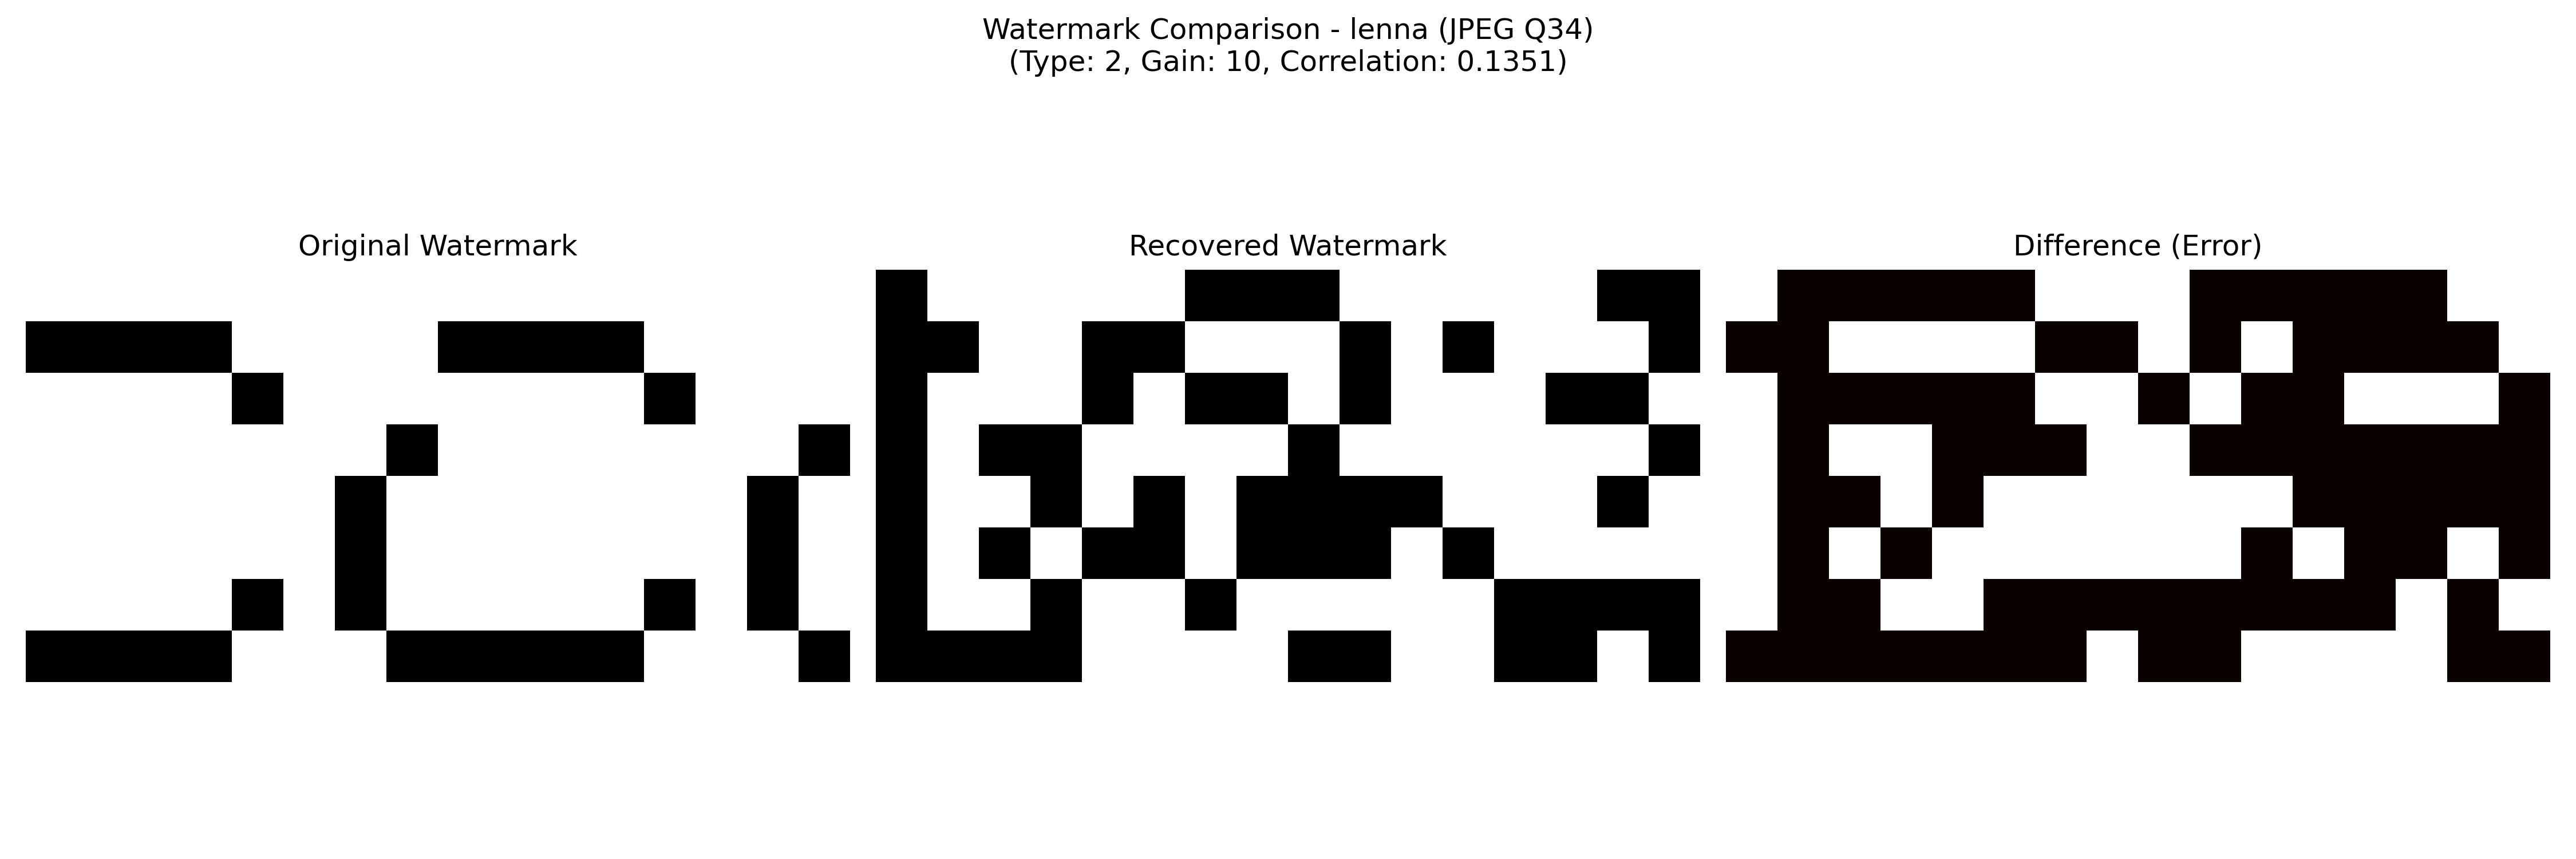 Watermark Comparison - lenna (JPEG Q34)
(Type: 2, Gain: 10, Correlation: 0.1351)
Original Watermark
Recovered Watermark
Difference (Error)